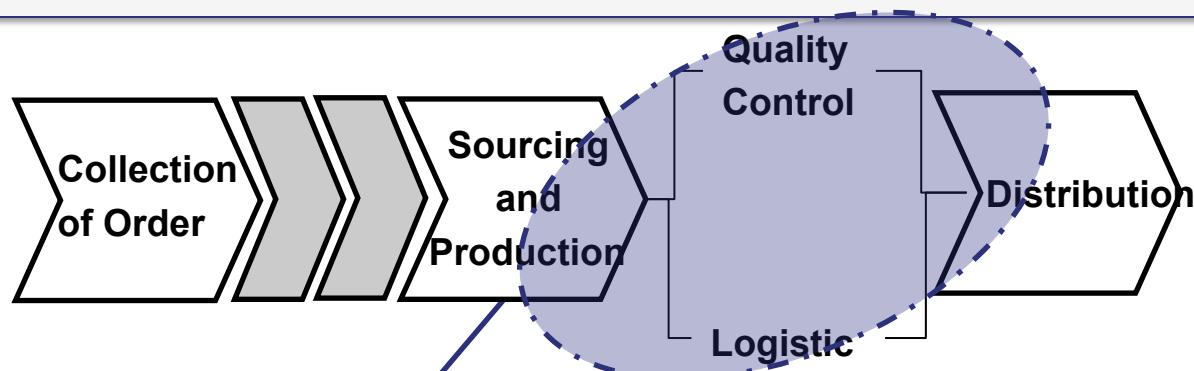 Collection
of Order
Sourcing
and
Production
Quality
Control
Logistic
Distribution